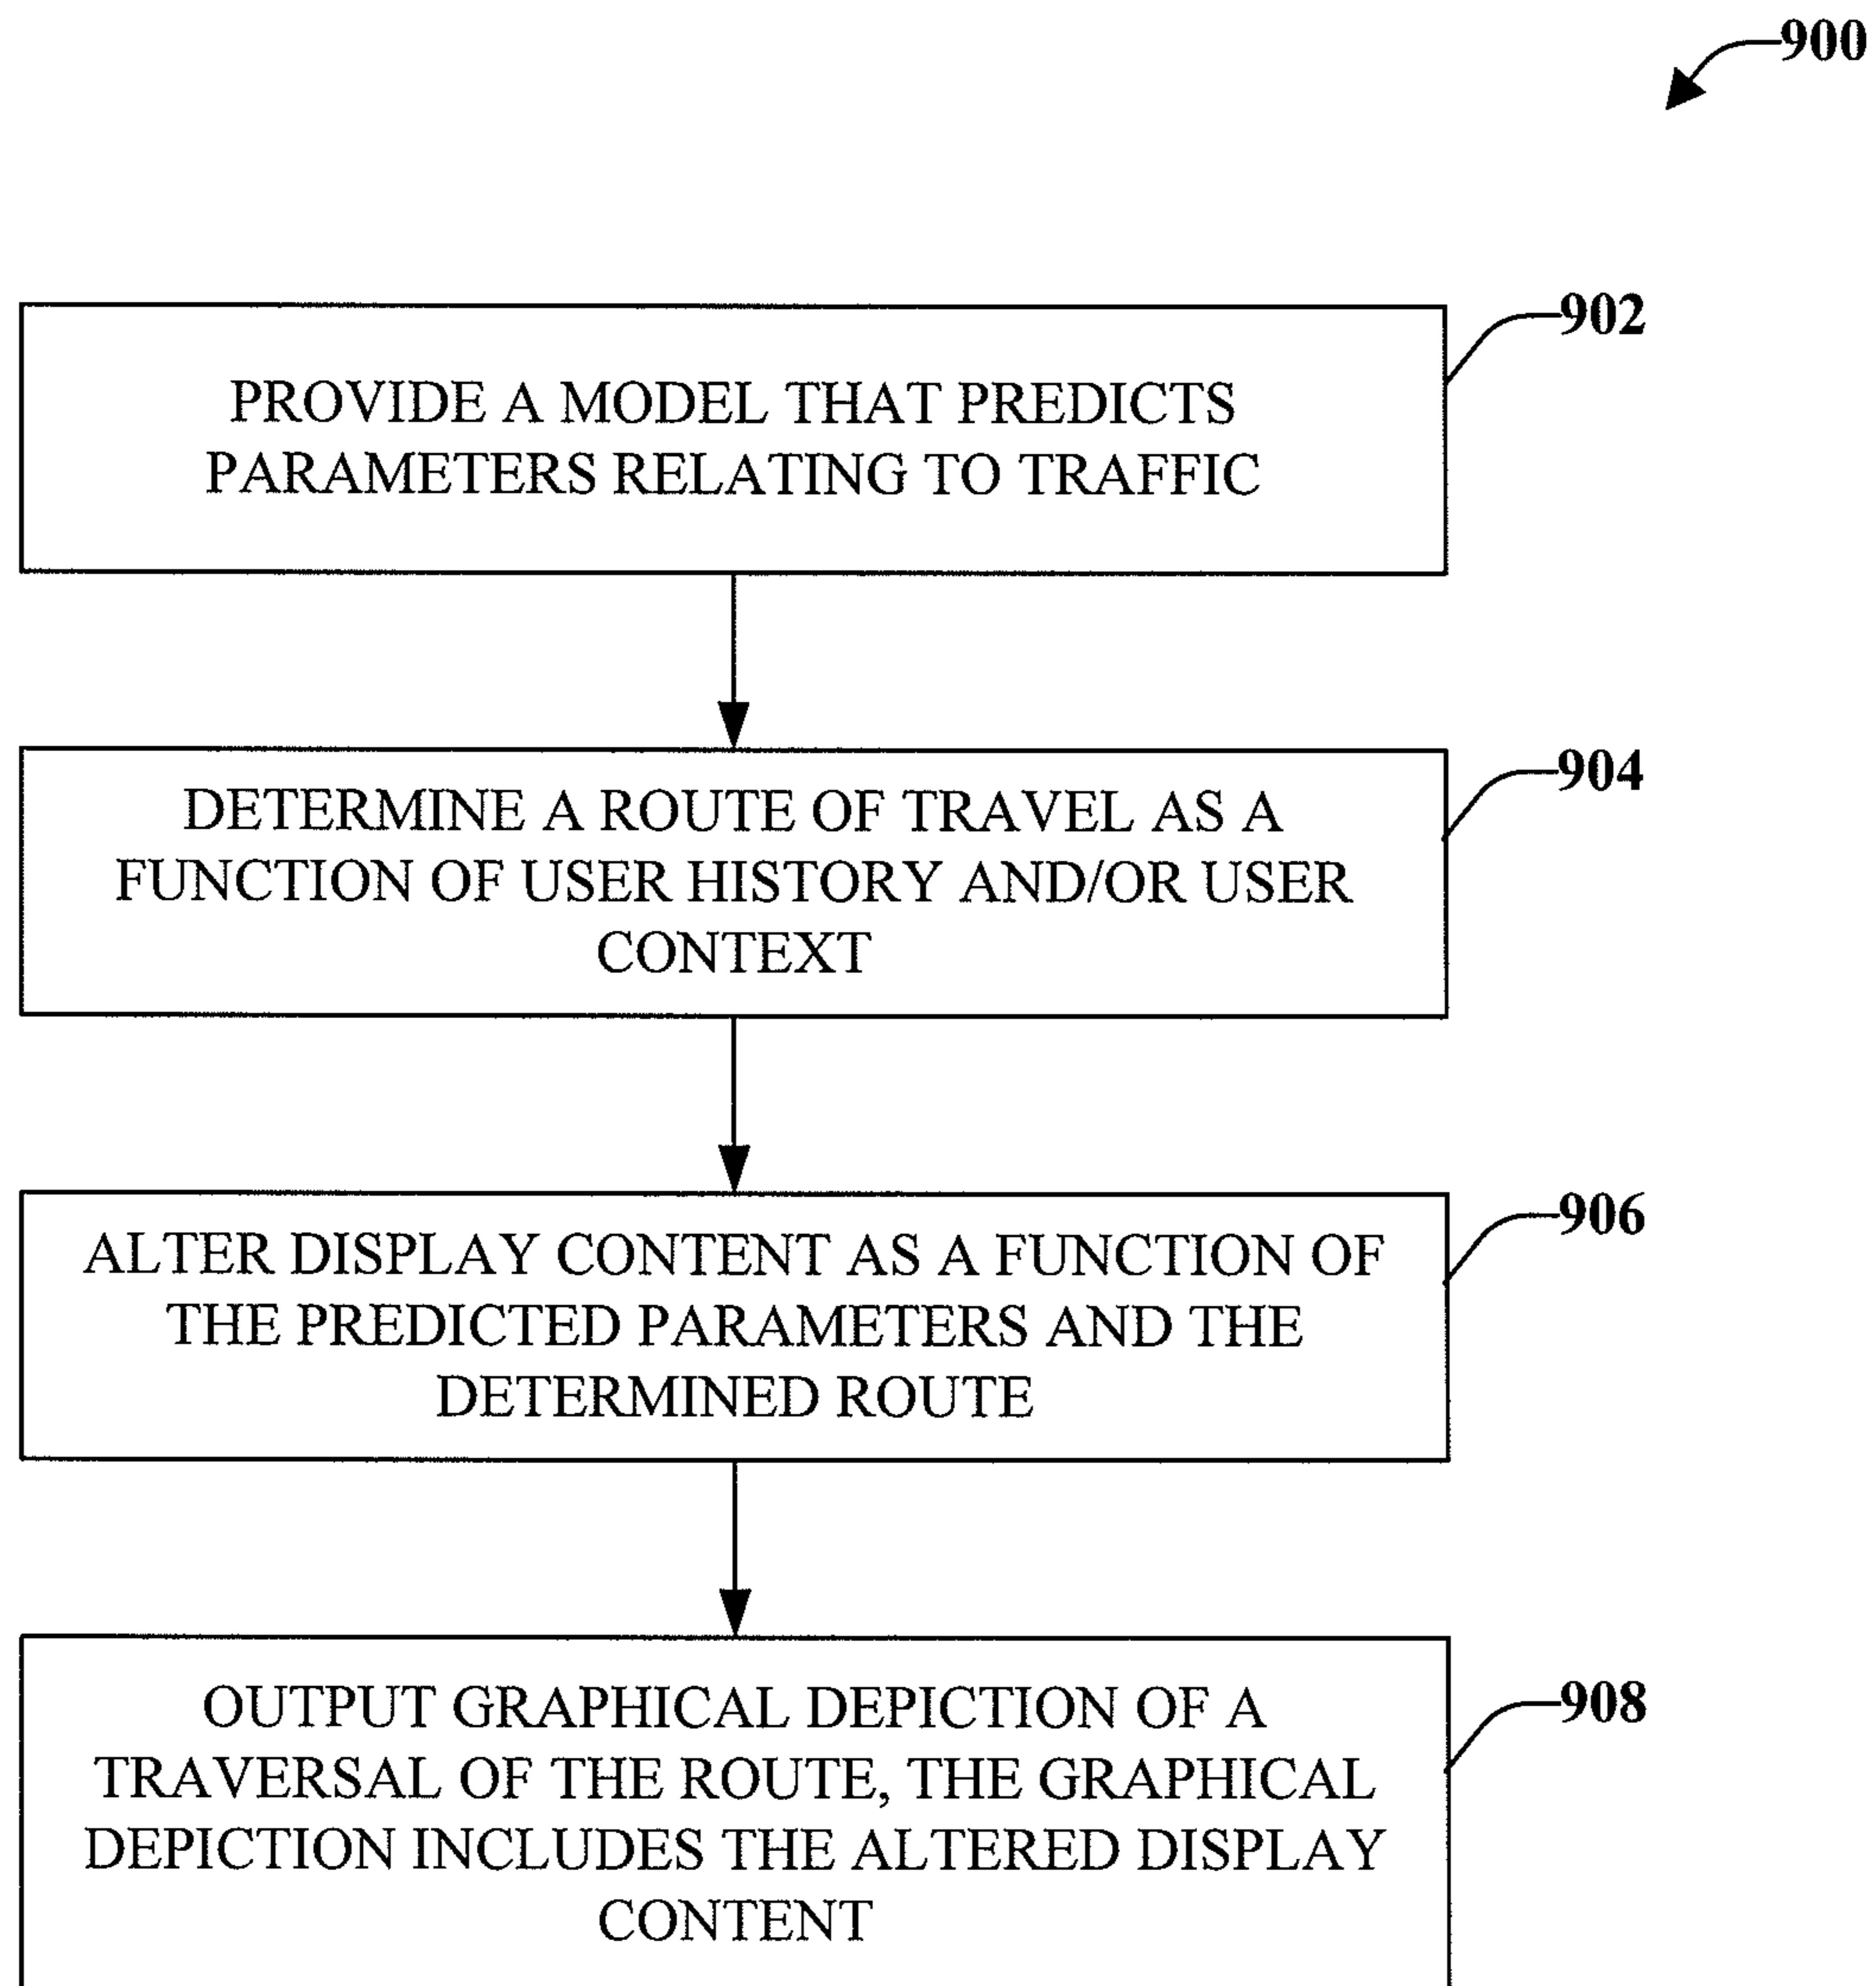 900
902
PROVIDE A MODEL THAT PREDICTS
PARAMETERS RELATING TO TRAFFIC
904
DETERMINE A ROUTE OF TRAVEL AS A
FUNCTION OF USER HISTORY AND/OR USER
CONTEXT
906
ALTER DISPLAY CONTENT AS A FUNCTION OF
THE PREDICTED PARAMETERS AND THE
DETERMINED ROUTE
908
OUTPUT GRAPHICAL DEPICTION OF A
TRAVERSAL OF THE ROUTE, THE GRAPHICAL
DEPICTION INCLUDES THE ALTERED DISPLAY
CONTENT